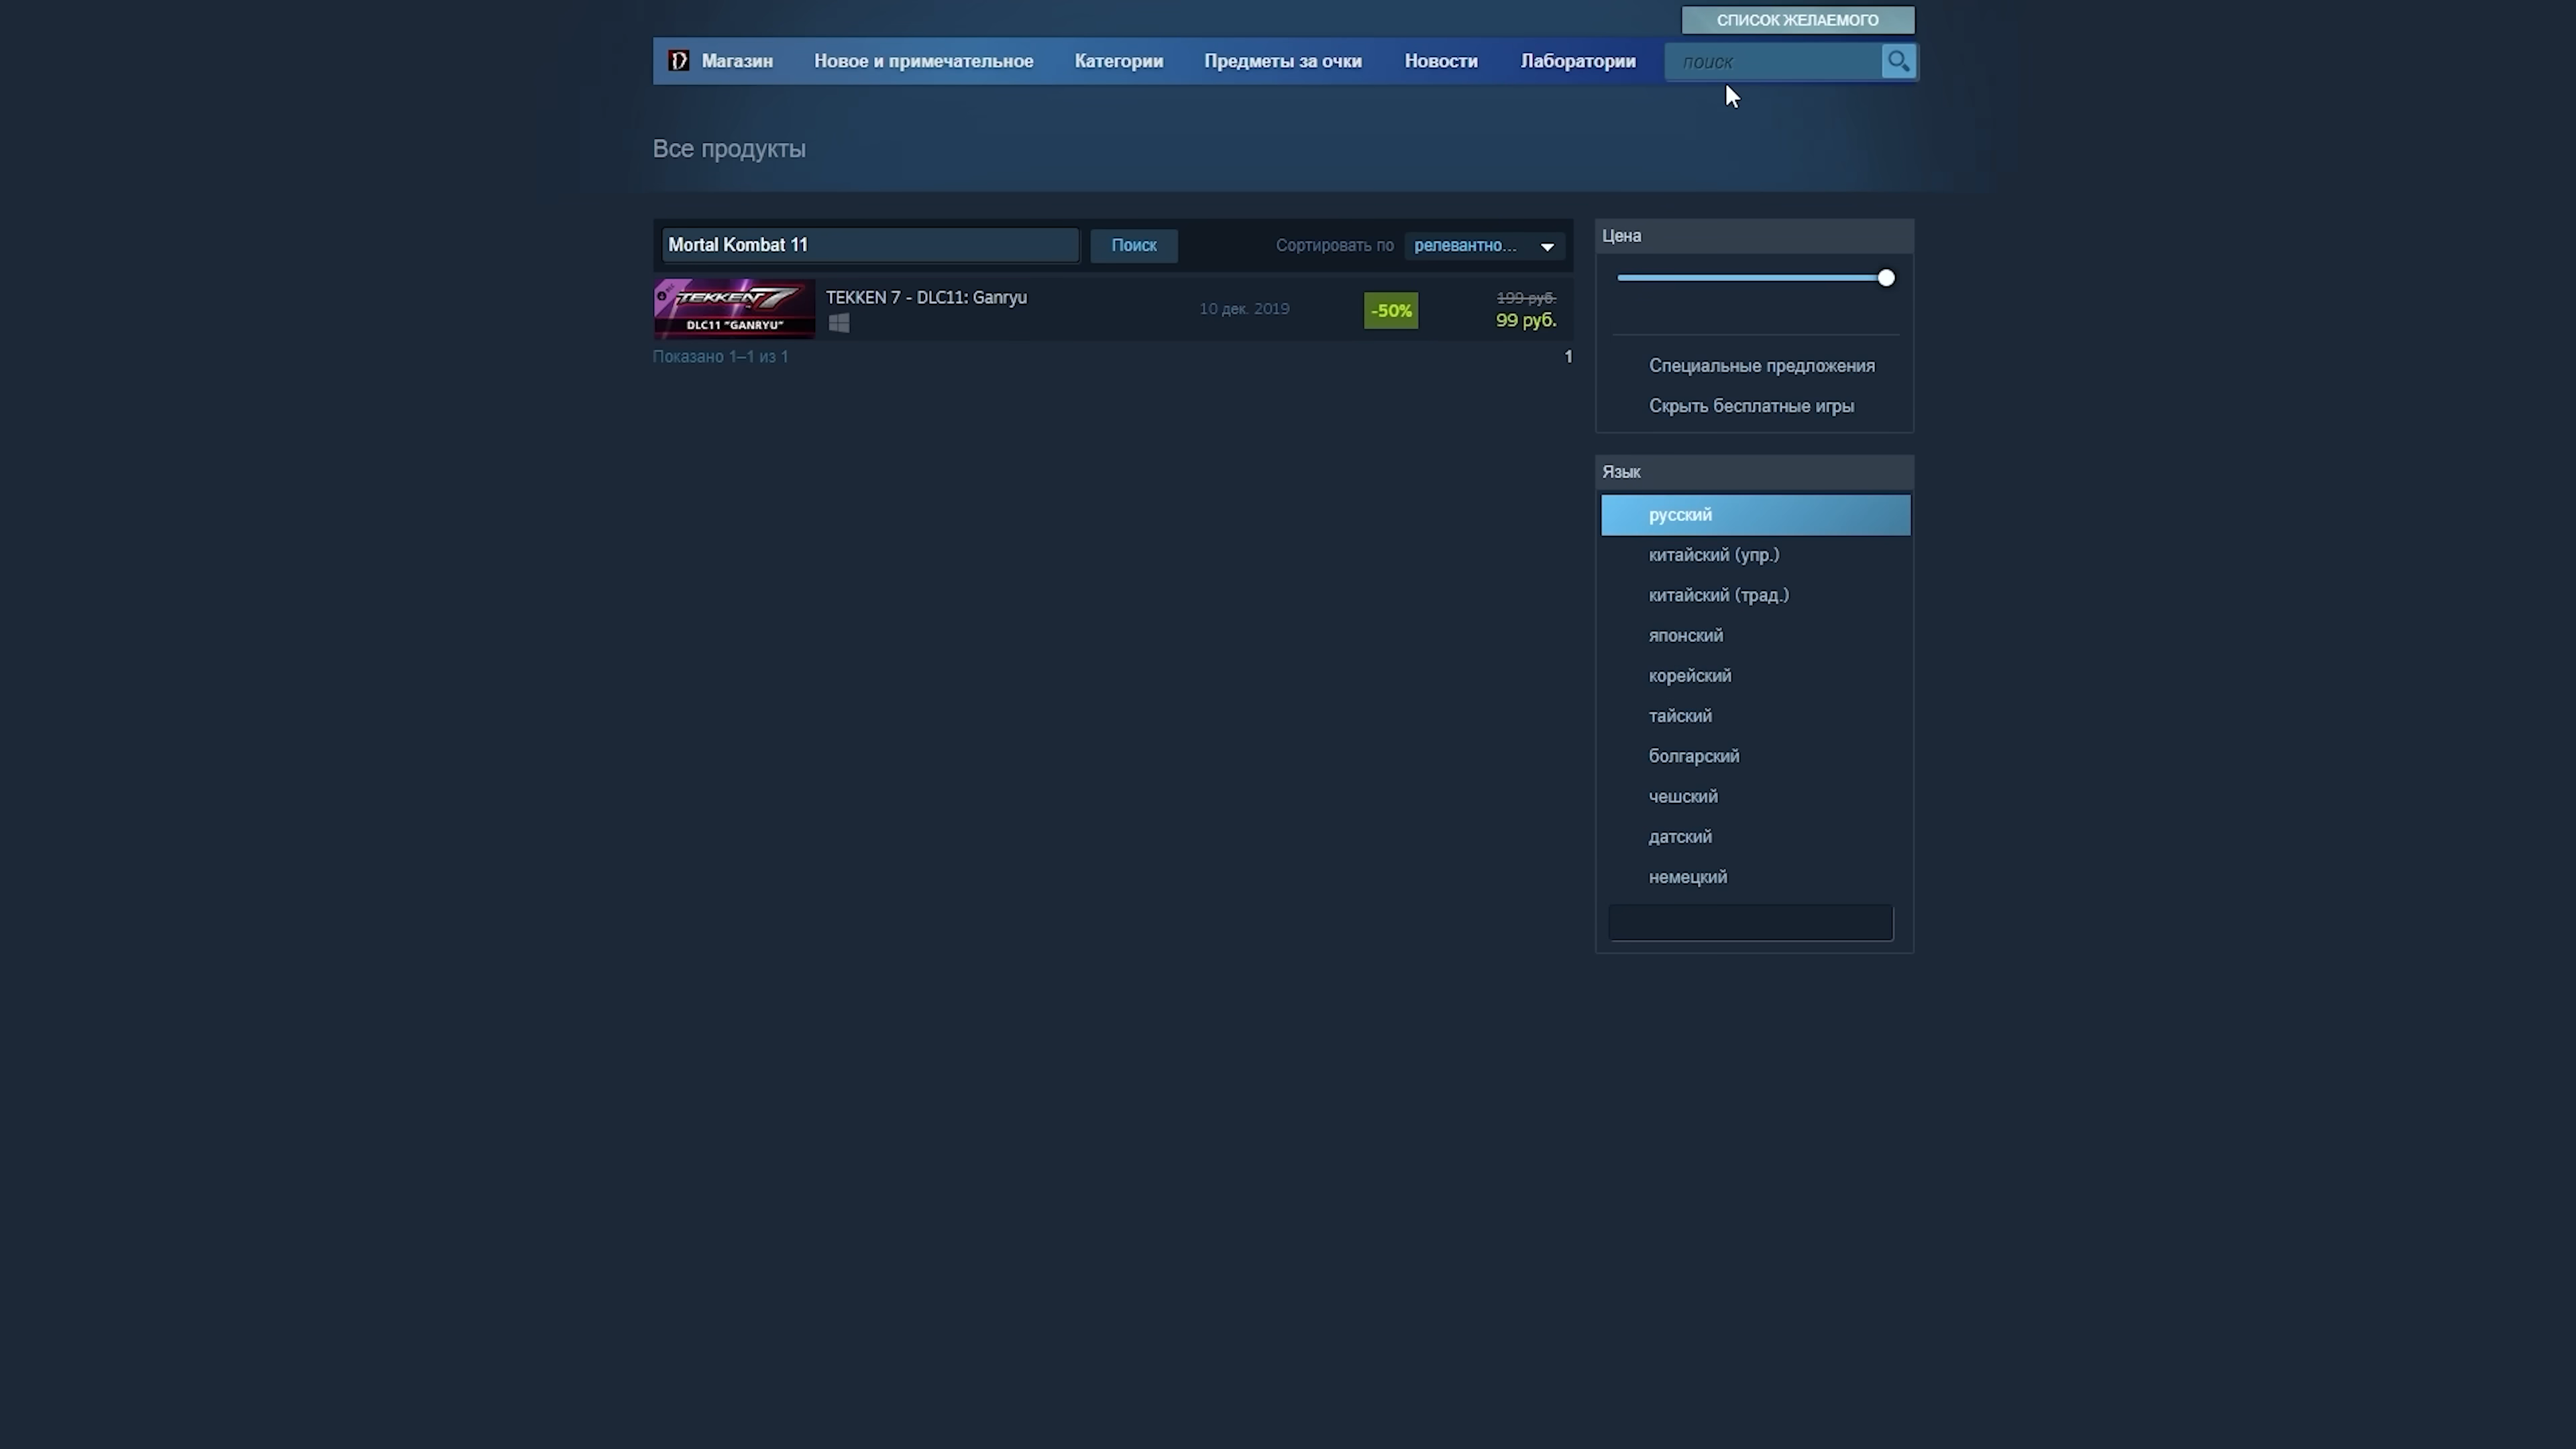 СПИСОК ЖЕЛАЕМОГО
Магазин Новое и примечательное Категории Предметы за очки Новости Лаборатории поиск
Все продукты
Mortal Kombat 11 Поиск Сортировать по релевантно...
TEKKEN 7
DLC11 "GANRYU"
TEKKEN 7 - DLC11: Ganryu
10 дек. 2019
-50%
199 руб.
99 руб.
Показано 1–1 из 1
1
Цена
Специальные предложения
Скрыть бесплатные игры
Язык
русский
китайский (упр.)
китайский (трад.)
японский
корейский
тайский
болгарский
чешский
датский
немецкий